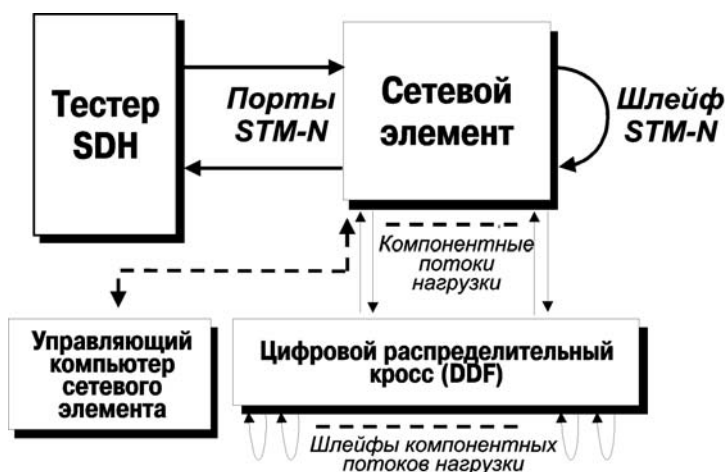 Тестер
SDH
Порты
STM-N
Сетевой
элемент
Шлейф
STM-N
Компонентные
потоки
нагрузки
Управляющий
компьютер
сетевого
элемента
Цифровой распределительный
кросс (DDF)
Шлейфы компонентных
потоков нагрузки